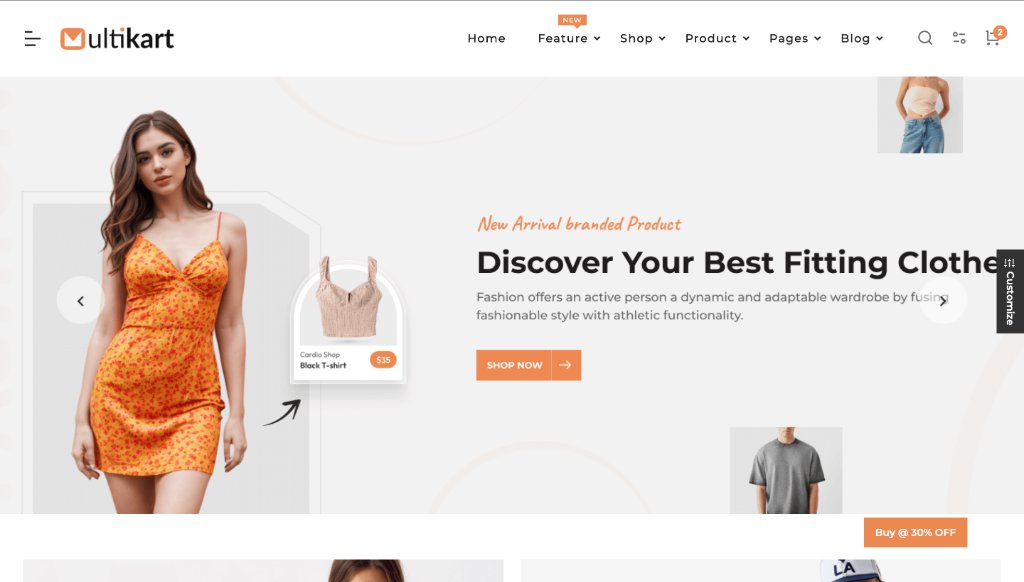 Multikart
Home
NEW
Feature
Shop
Product
Pages
Blog
2
New Arrival branded Product
Discover Your Best Fitting Clothe
Fashion offers an active person a dynamic and adaptable wardrobe by fusing
fashionable style with athletic functionality.
SHOP NOW
Cardio Shop
Black T-shirt
$35
Customize
Buy @ 30% OFF
LA